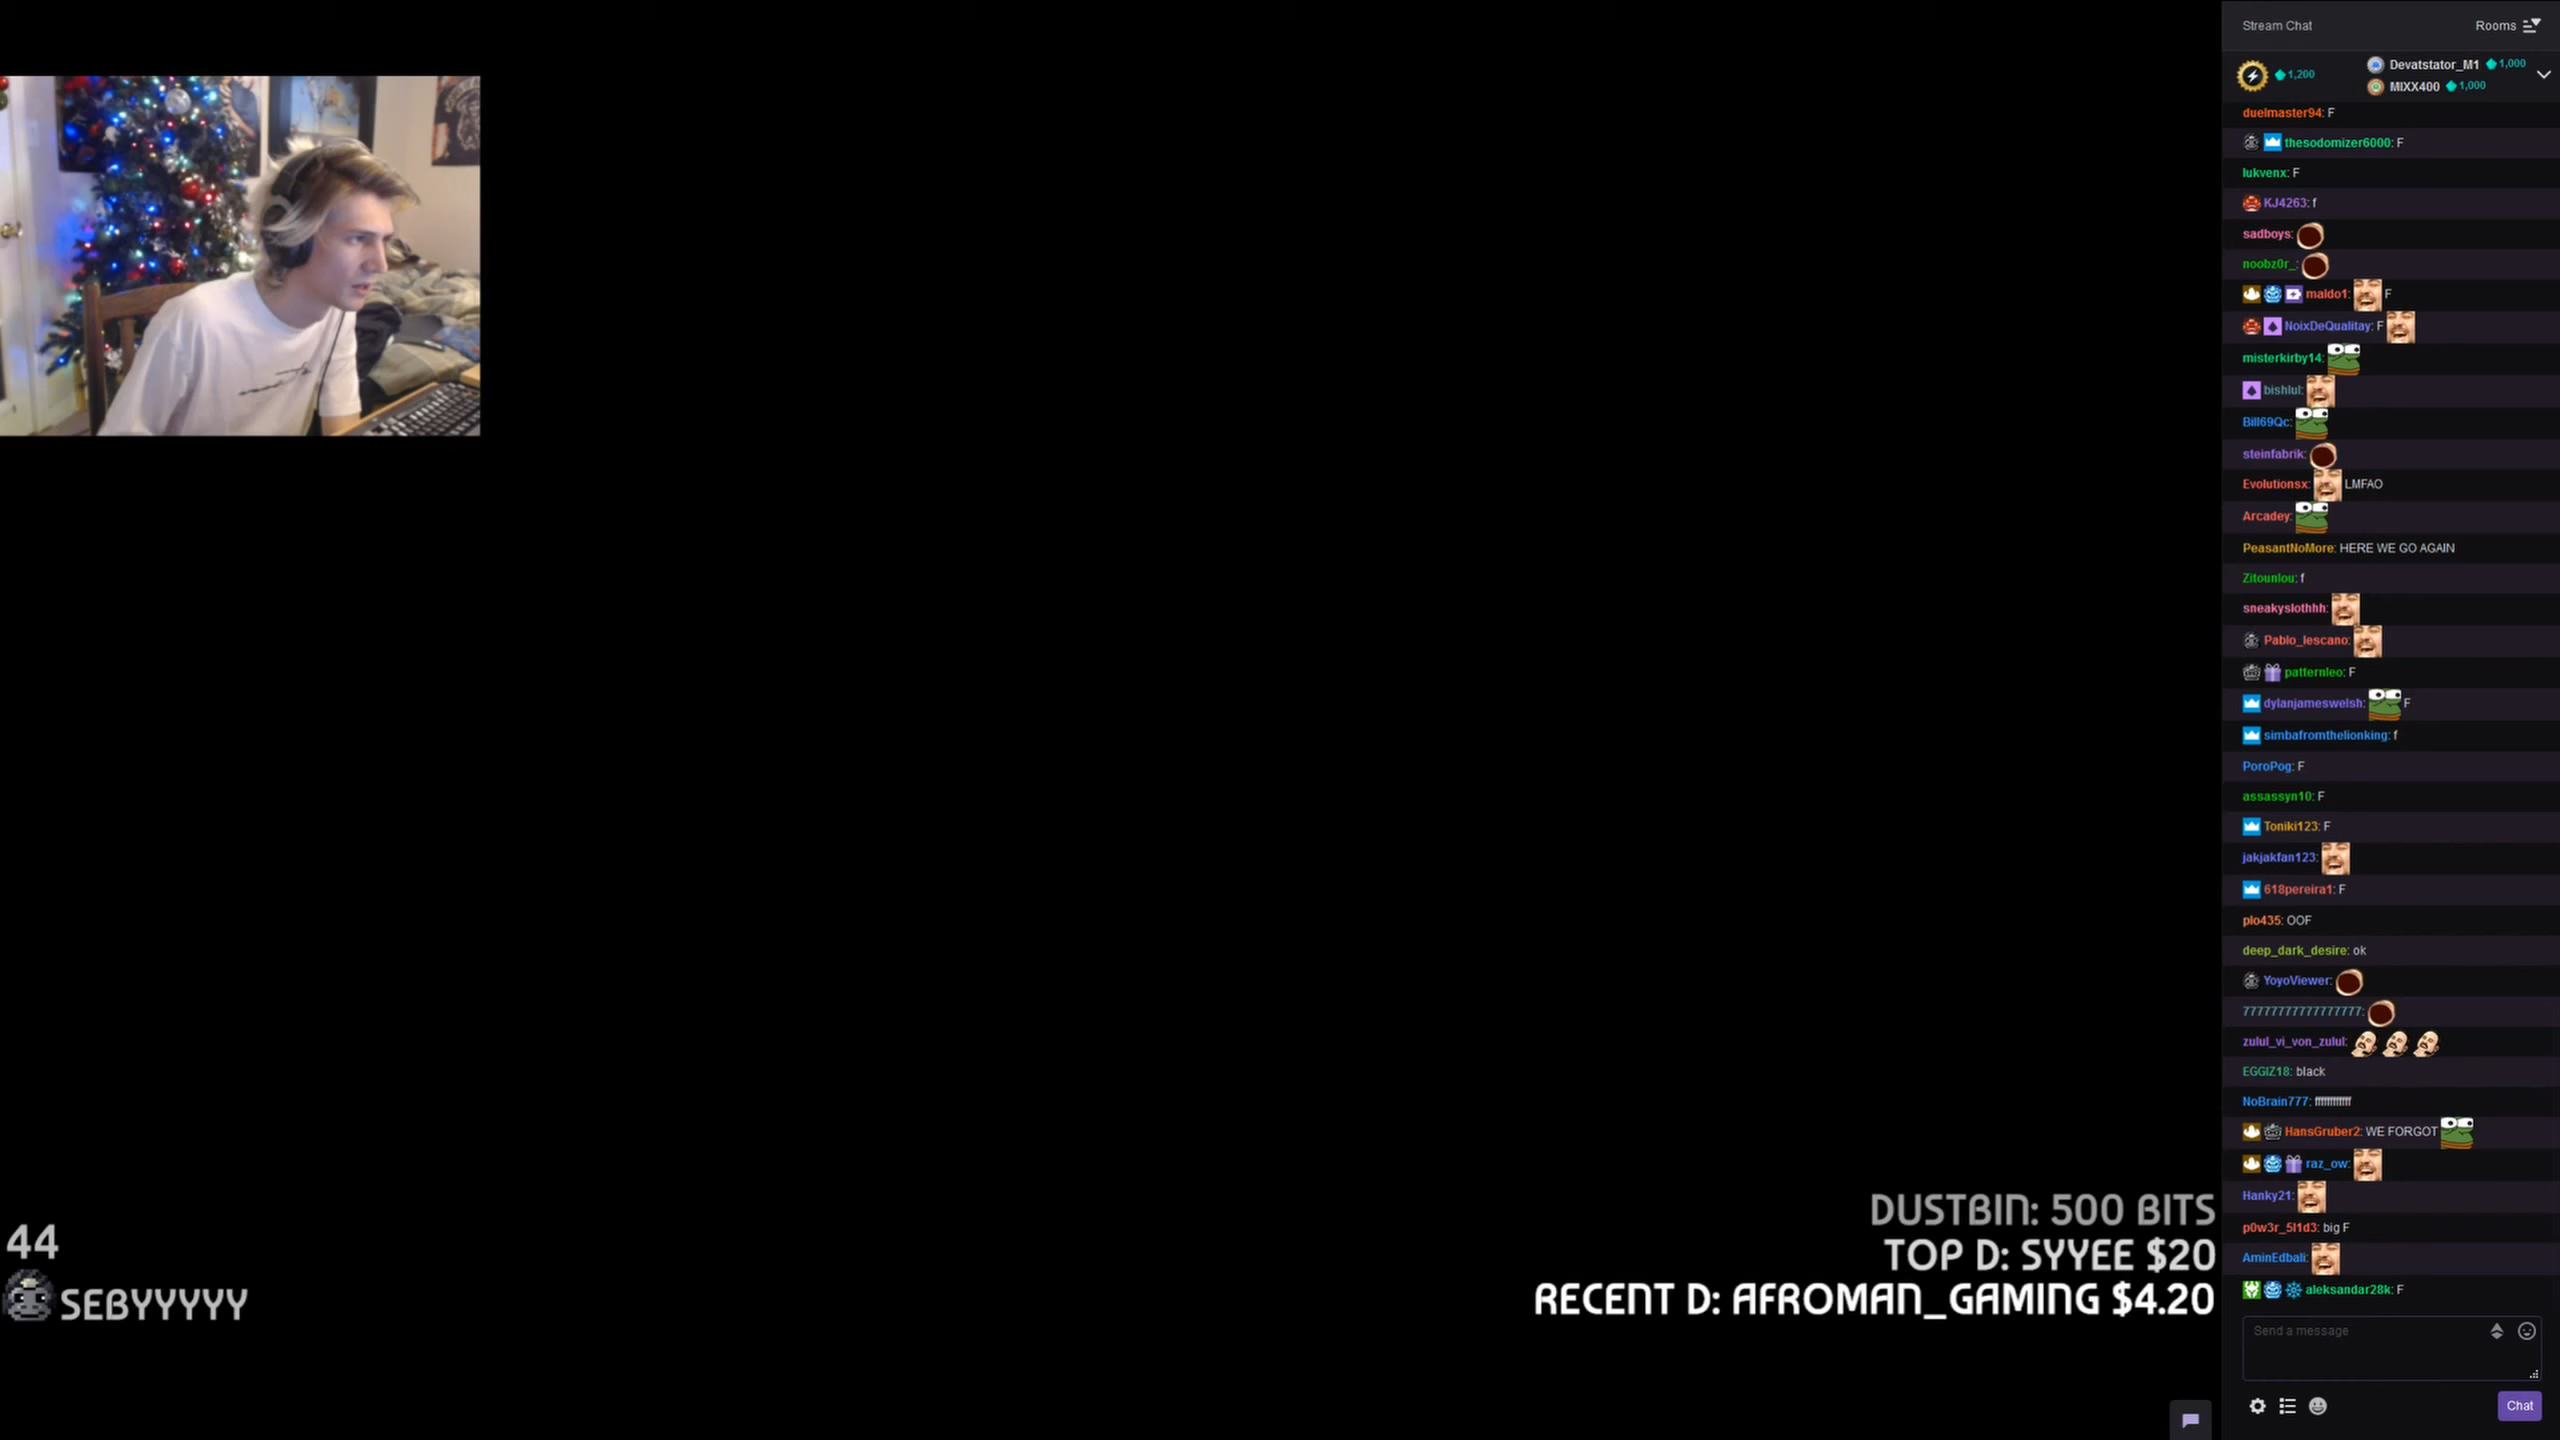 Stream Chat
Rooms
1,200
Devatstator_M1 1,000
MIXX400 1,000
duelmaster94: F
thesodomizer6000: F
lukvenx: F
KJ4263: f
sadboys:
noobz0r_:
maldo1: F
NoixDeQualitay: F
misterkirby14:
bishlul:
Bill69Qc:
steinfabrik:
Evolutionsx: LMFAO
Arcadey:
PeasantNoMore: HERE WE GO AGAIN
Zitounlou: f
sneakyslothhh:
Pablo_lescano:
patternleo: F
dylanjameswelsh: F
simbafromthelionking: f
PoroPog: F
assassyn10: F
Toniki123: F
jakjakfan123:
618pereira1: F
plo435: OOF
deep_dark_desire: ok
YoyoViewer:
zulul_vi_von_zulul:
EGGIZ18: black
NoBrain777:
HansGruber2: WE FORGOT
raz_ow:
Hanky21:
p0w3r_5l1d3: big F
AminEdbali:
aleksandar28k: F
Send a message
Chat
DUSTBIN: 500 BITS
TOP D: SYYEE $20
RECENT D: AFROMAN_GAMING $4.20
44
SEBYYYYY